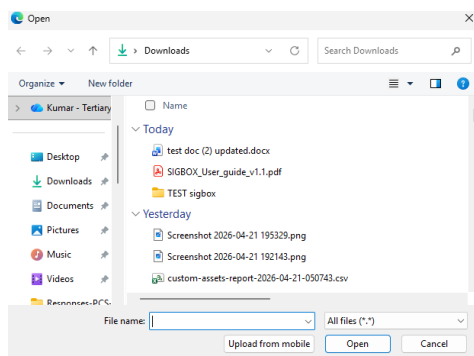 Open
Downloads
Search Downloads
Organize
New folder
Kumar - Tertiary
Name
Today
Desktop
test doc (2) updated.docx
Downloads
SIGBOX_User_guide_v1.1.pdf
Documents
TEST sigbox
Yesterday
Pictures
Screenshot 2026-04-21 195329.png
Music
Screenshot 2026-04-21 192143.png
Videos
custom-assets-report-2026-04-21-050743.csv
Responses-PCS-
File name:
All files (*.*)
Upload from mobile
Open
Cancel